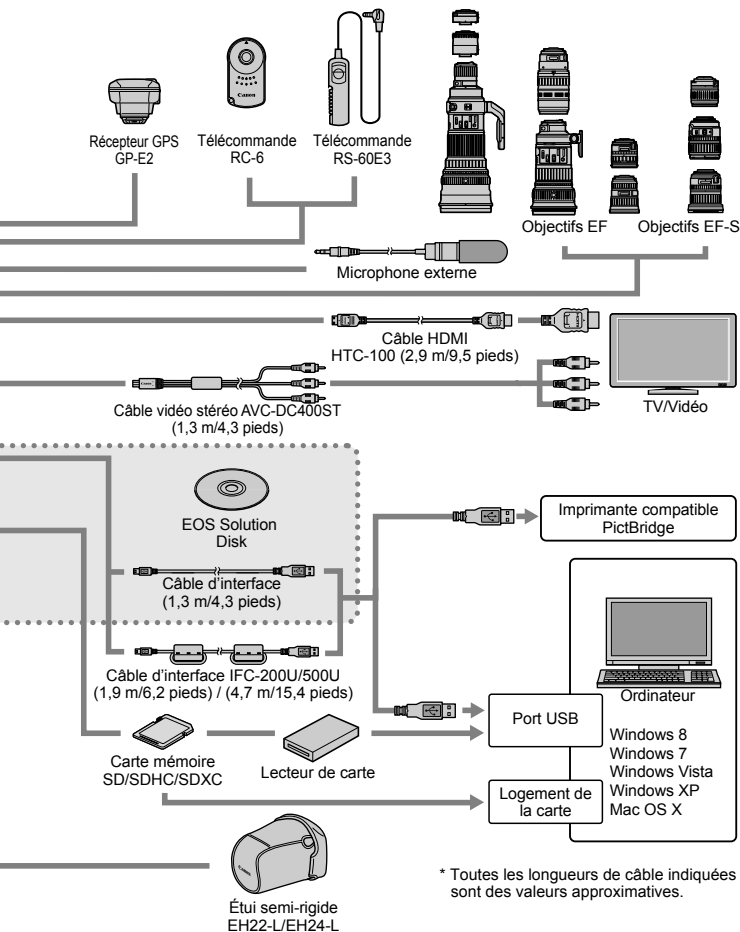 Canon
Récepteur GPS
GP-E2
Télécommande
RC-6
Télécommande
RS-60E3
Objectifs EF
Objectifs EF-S
Microphone externe
Câble HDMI
HTC-100 (2,9 m/9,5 pieds)
Câble vidéo stéréo AVC-DC400ST
(1,3 m/4,3 pieds)
TV/Vidéo
EOS Solution
Disk
Câble d’interface
(1,3 m/4,3 pieds)
Imprimante compatible
PictBridge
Câble d’interface IFC-200U/500U
(1,9 m/6,2 pieds) / (4,7 m/15,4 pieds)
Ordinateur
Port USB
Windows 8
Windows 7
Windows Vista
Windows XP
Mac OS X
Carte mémoire
SD/SDHC/SDXC
Lecteur de carte
Logement de
la carte
Étui semi-rigide
EH22-L/EH24-L
* Toutes les longueurs de câble indiquées
sont des valeurs approximatives.